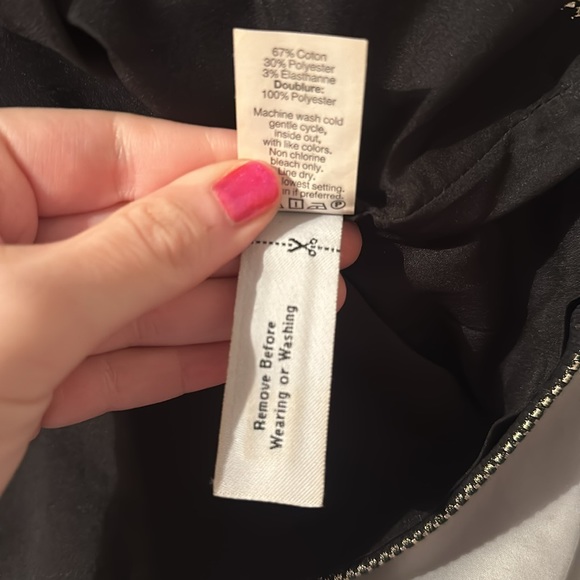 67% Coton
30% Polyester
3% Elasthanne
Doublure:
100% Polyester
Machine wash cold
gentle cycle,
inside out,
with like colors.
Non chlorine
bleach only.
Line dry.
lowest setting.
if preferred.
P
Remove Before
Wearing or Washing